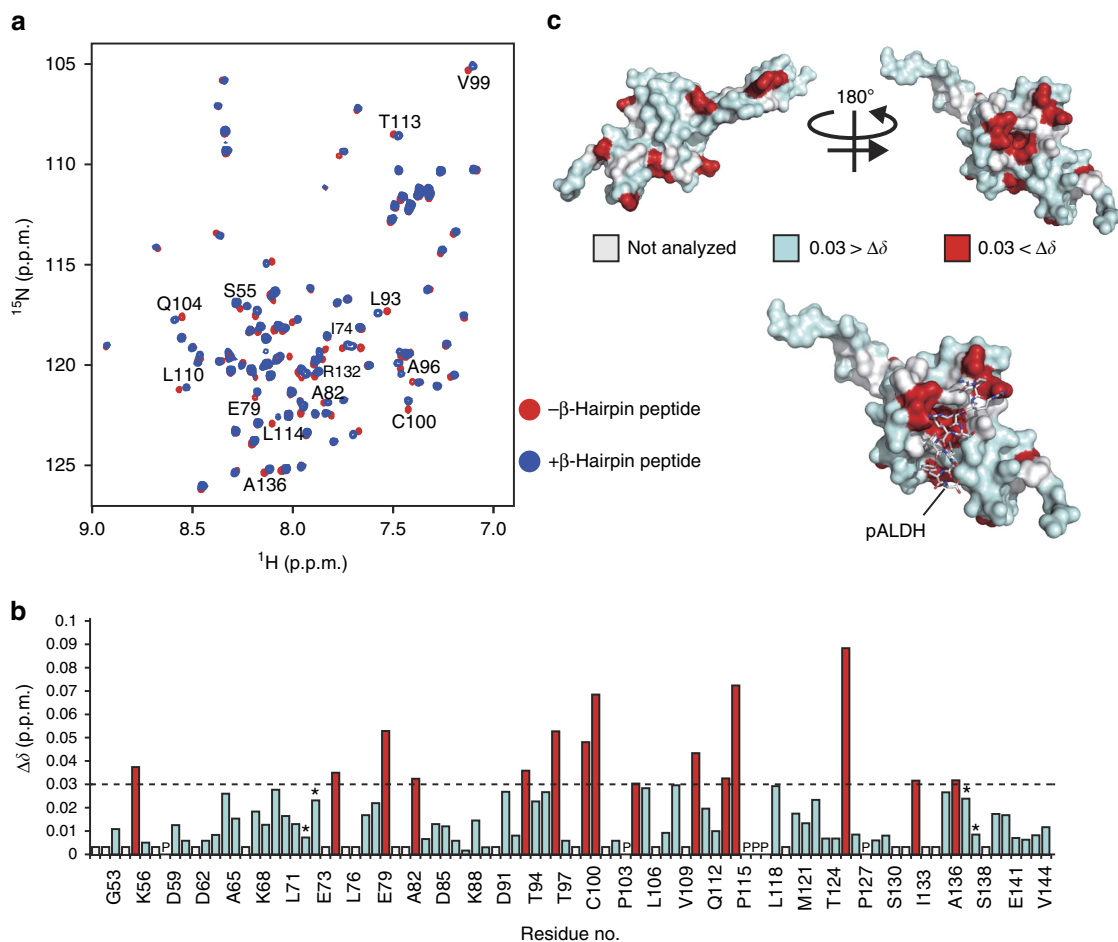 a
105
110
115
120
125
¹⁵N (p.p.m.)
V99
T113
Q104
S55
L93
I74
L110
R132
A96
E79
A82
C100
L114
A136
9.0 8.5 8.0 7.5 7.0
¹H (p.p.m.)
–β-Hairpin peptide
+β-Hairpin peptide
c
180°
Not analyzed
0.03 > Δδ
0.03 < Δδ
pALDH
b
Δδ (p.p.m.)
0.1
0.09
0.08
0.07
0.06
0.05
0.04
0.03
0.02
0.01
0
P * * P PPP P * *
G53 K56 D59 D62 A65 K68 L71 E73 L76 E79 A82 D85 K88 D91 T94 T97 C100 P103 L106 V109 Q112 P115 L118 M121 T124 P127 S130 I133 A136 S138 E141 V144
Residue no.